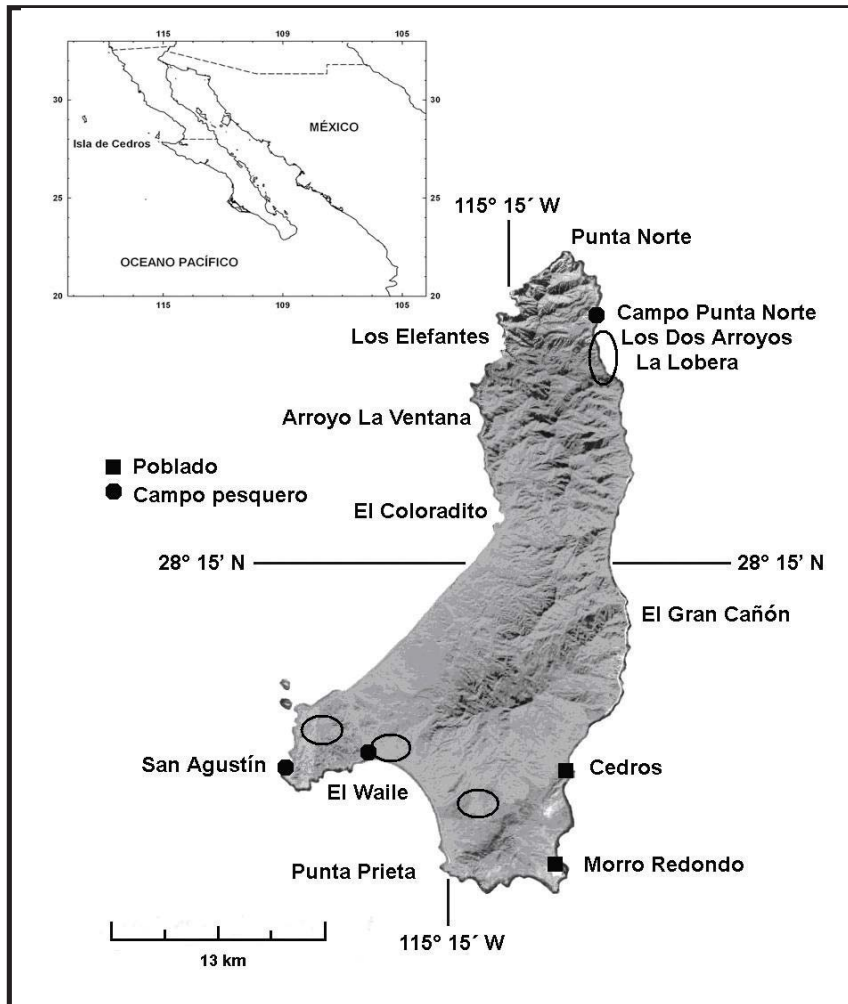 115
109
105
30
25
20
MÉXICO
Isla de Cedros
OCEANO PACÍFICO
115
109
105
20
115° 15´ W
Punta Norte
Campo Punta Norte
Los Elefantes
Los Dos Arroyos
La Lobera
Arroyo La Ventana
Poblado
Campo pesquero
El Coloradito
28° 15’ N
28° 15’ N
El Gran Cañón
San Agustín
El Waile
Cedros
Punta Prieta
Morro Redondo
115° 15´ W
13 km